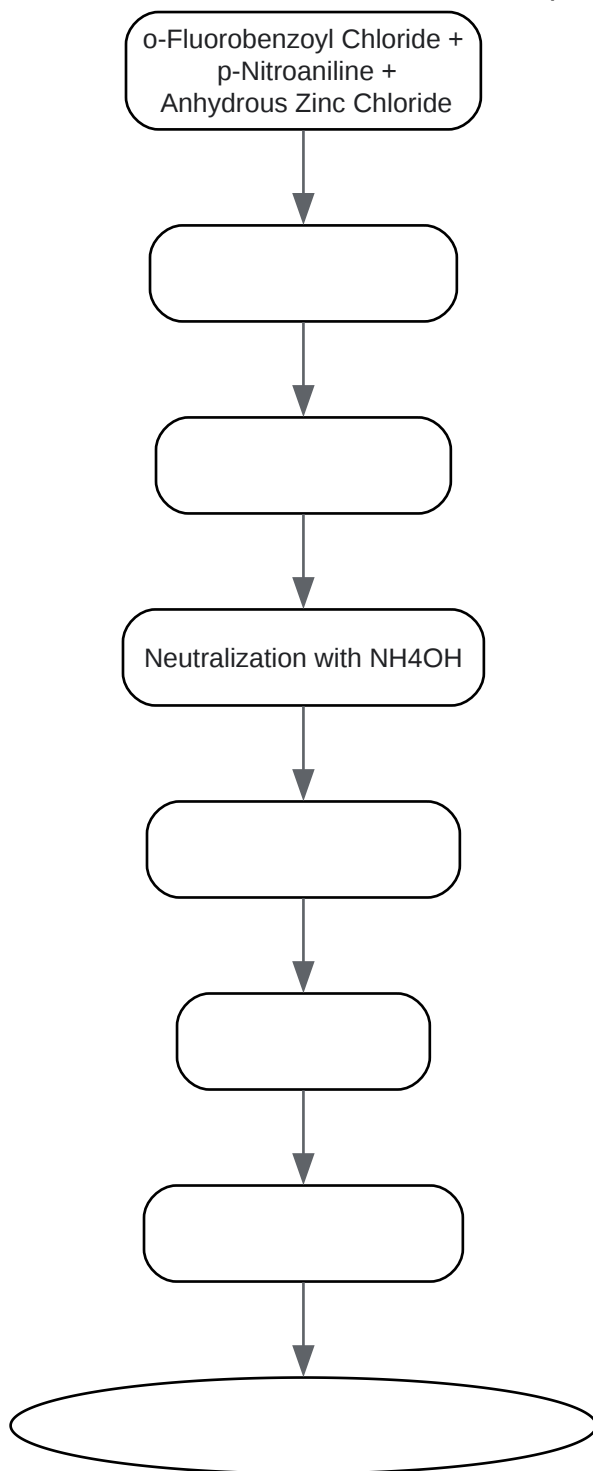 o-Fluorobenzoyl Chloride +
p-Nitroaniline +
Anhydrous Zinc Chloride
Neutralization with NH4OH